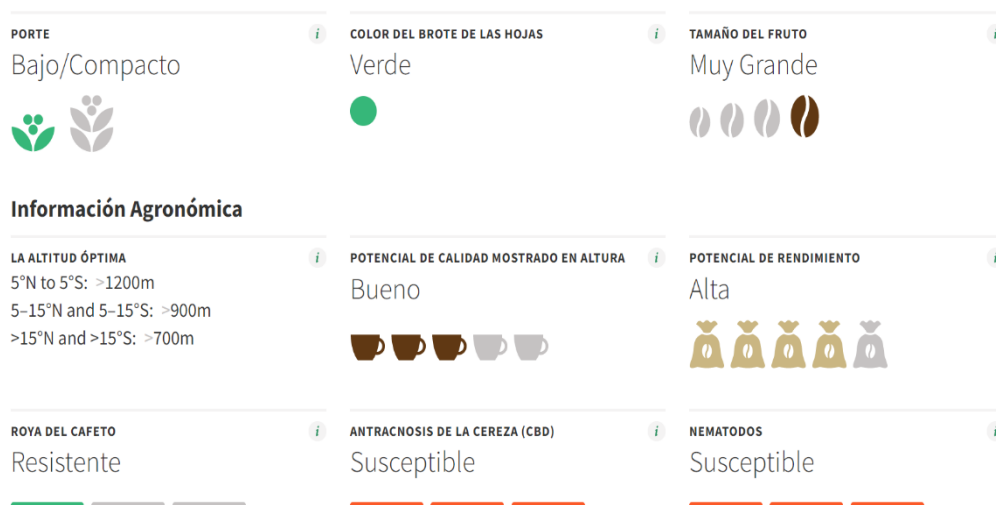 PORTE
i
Bajo/Compacto
COLOR DEL BROTE DE LAS HOJAS
i
Verde
TAMAÑO DEL FRUTO
i
Muy Grande
Información Agronómica
LA ALTITUD ÓPTIMA
i
5°N to 5°S: >1200m
5–15°N and 5–15°S: >900m
>15°N and >15°S: >700m
POTENCIAL DE CALIDAD MOSTRADO EN ALTURA
i
Bueno
POTENCIAL DE RENDIMIENTO
i
Alta
ROYA DEL CAFETO
i
Resistente
ANTRACNOSIS DE LA CEREZA (CBD)
i
Susceptible
NEMATODOS
i
Susceptible